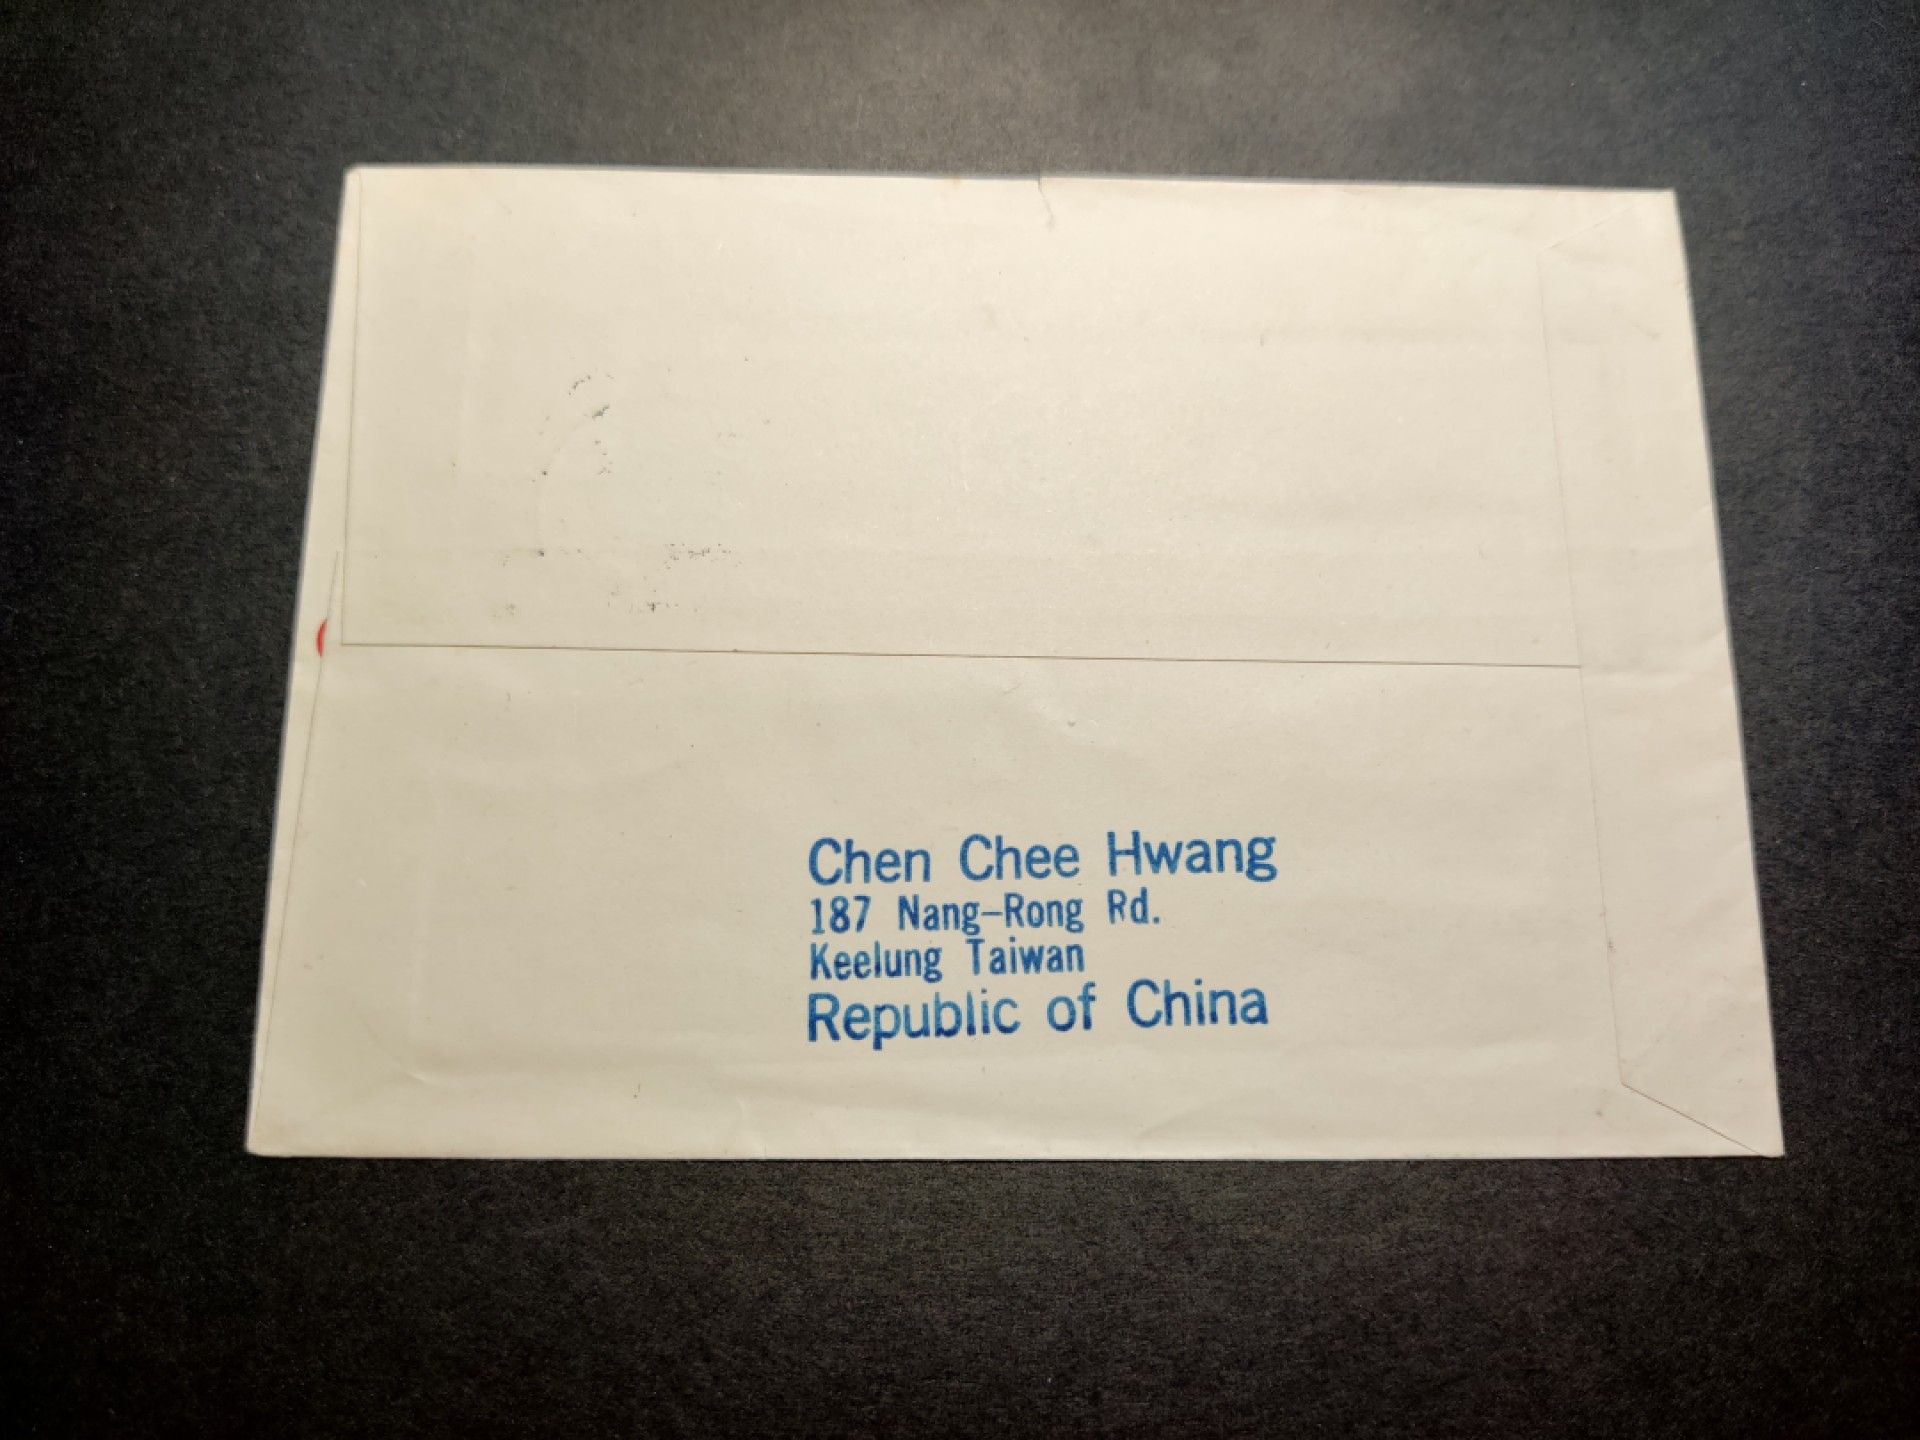 Chen Chee Hwang
187 Nang-Rong Rd.
Keelung Taiwan
Republic of China